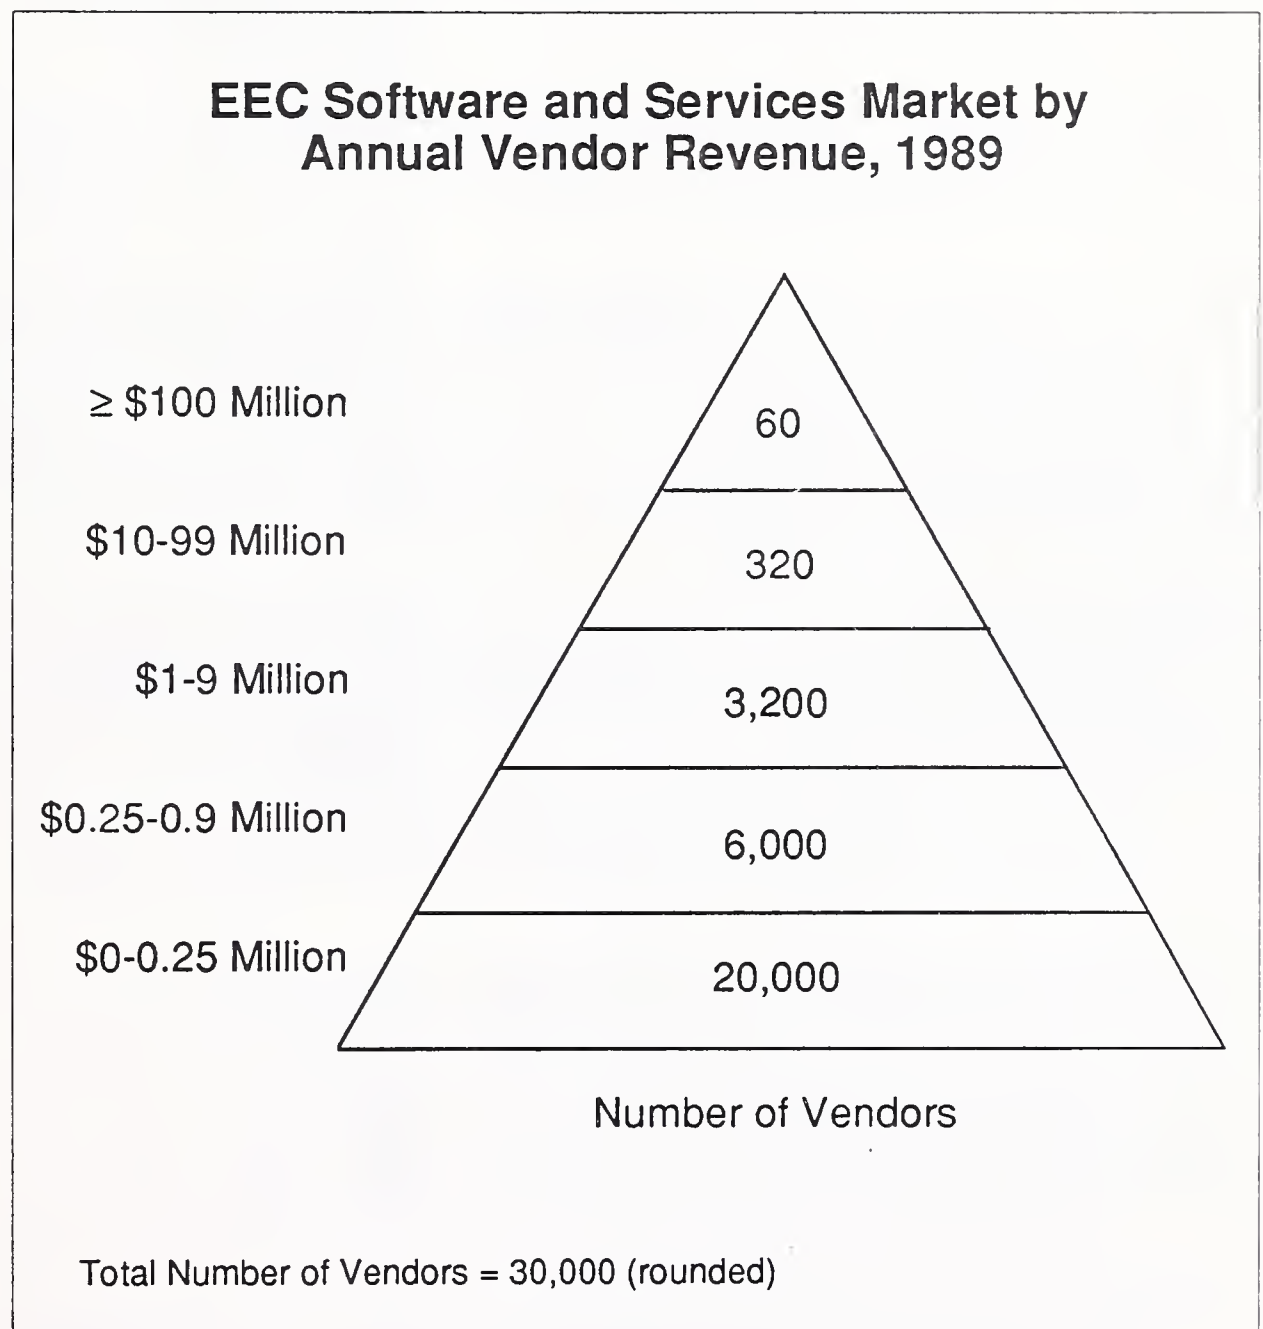 EEC Software and Services Market by
Annual Vendor Revenue, 1989
≥ $100 Million
60
$10-99 Million
320
$1-9 Million
3,200
$0.25-0.9 Million
6,000
$0-0.25 Million
20,000
Number of Vendors
Total Number of Vendors = 30,000 (rounded)